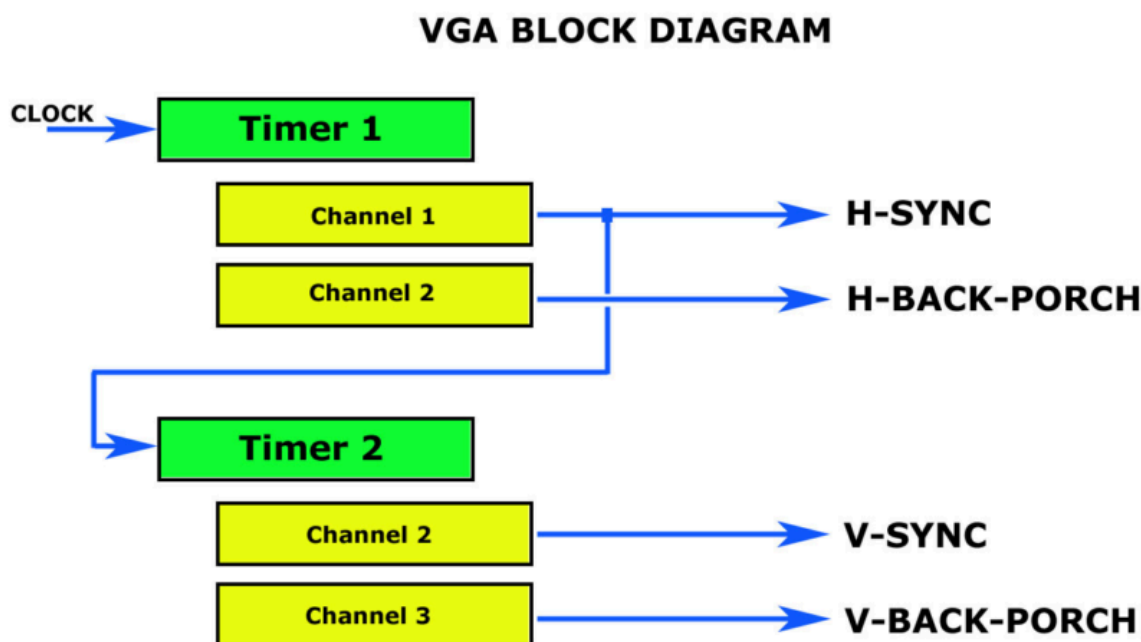 VGA BLOCK DIAGRAM
CLOCK
Timer 1
Channel 1
H-SYNC
Channel 2
H-BACK-PORCH
Timer 2
Channel 2
V-SYNC
Channel 3
V-BACK-PORCH